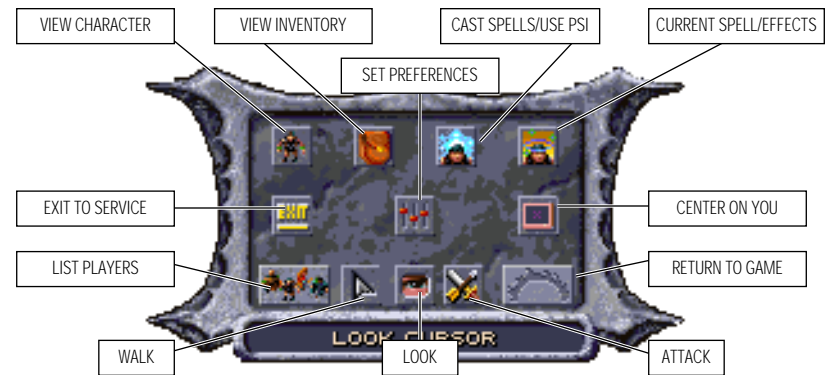 VIEW CHARACTER
VIEW INVENTORY
CAST SPELLS/USE PSI
CURRENT SPELL/EFFECTS
SET PREFERENCES
EXIT TO SERVICE
EXIT
CENTER ON YOU
LIST PLAYERS
RETURN TO GAME
LOOK CURSOR
WALK
LOOK
ATTACK